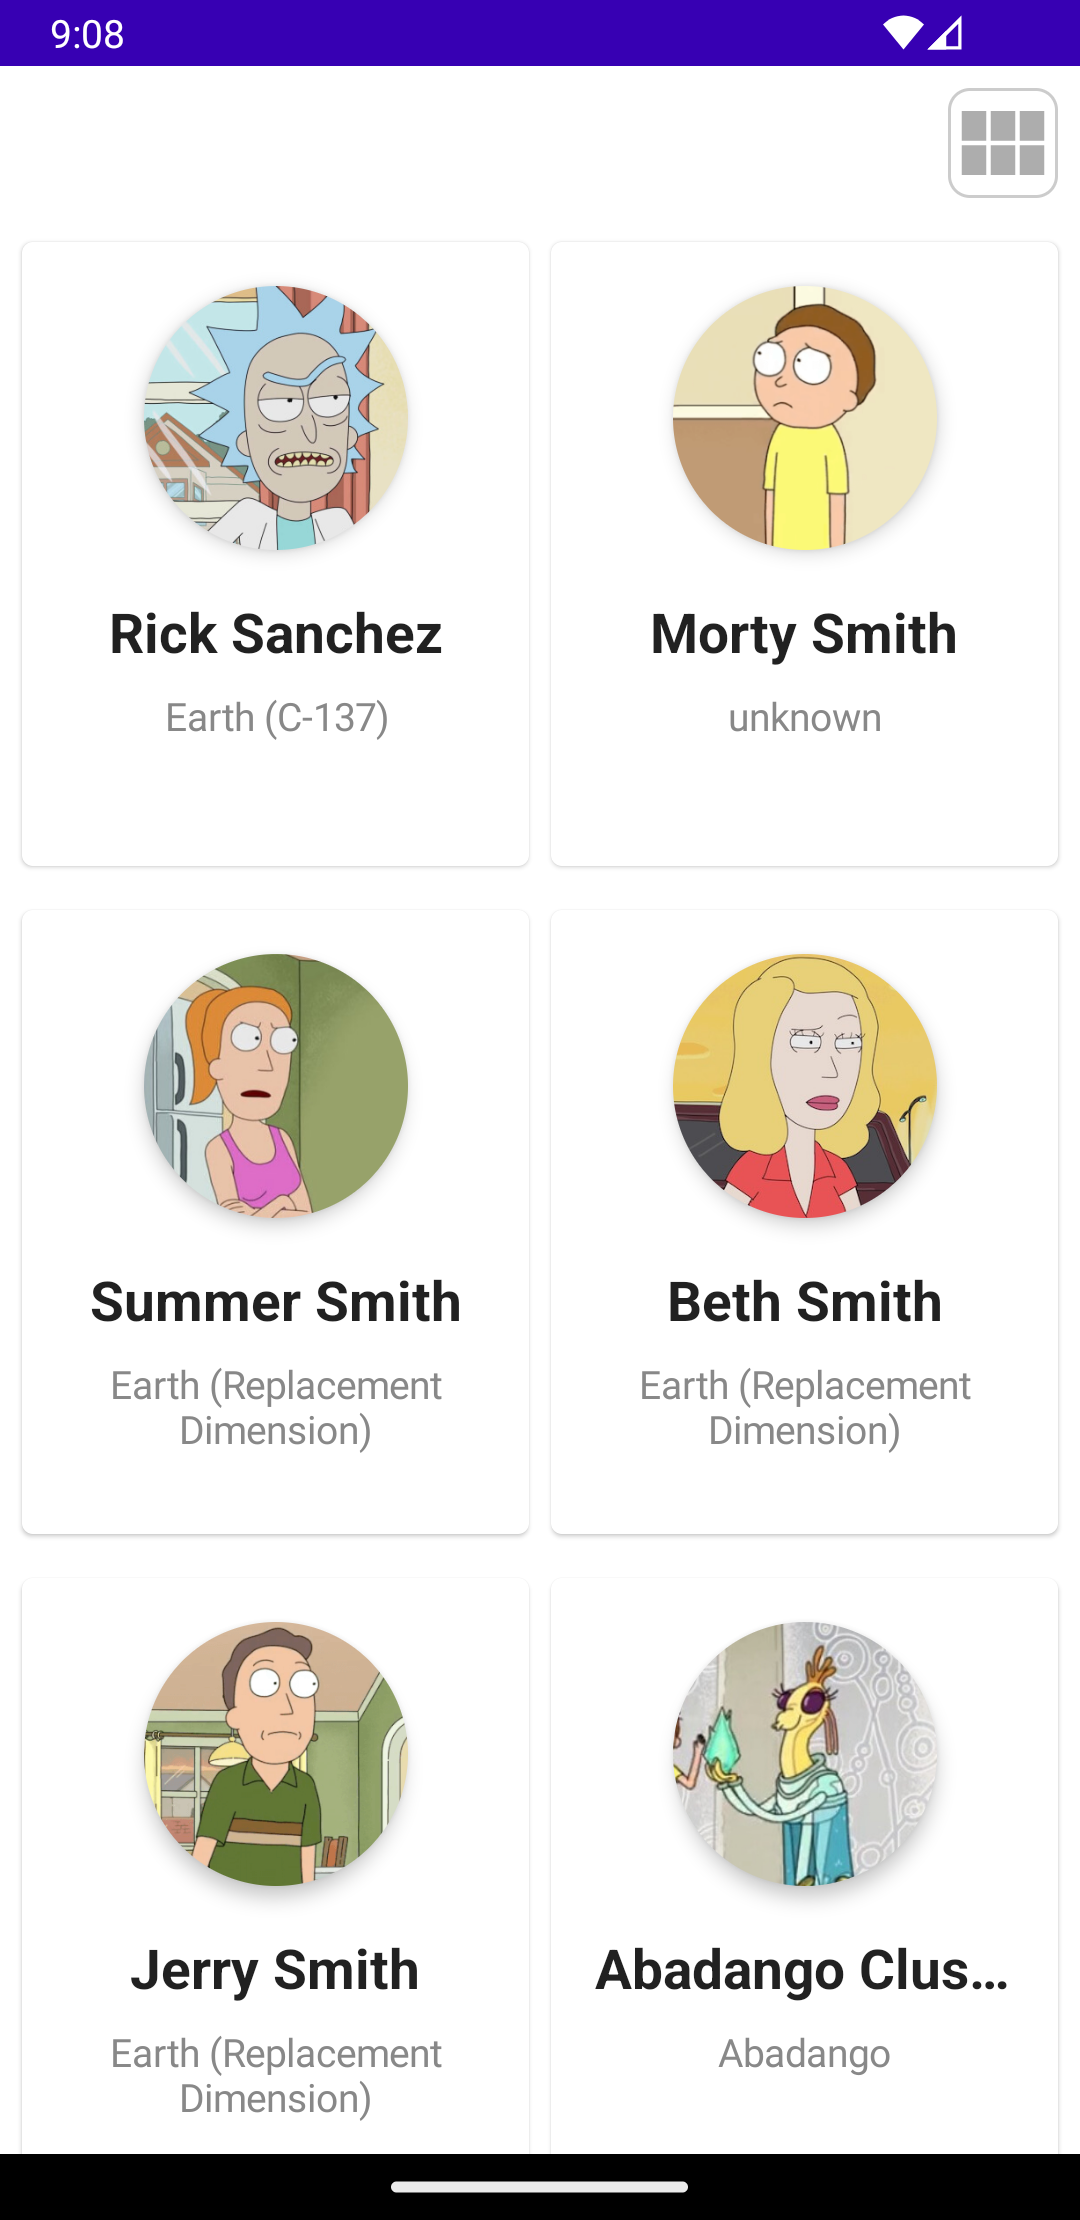 9:08
Rick Sanchez
Morty Smith
Earth (C-137)
unknown
Summer Smith
Beth Smith
Earth (Replacement
Dimension)
Earth (Replacement
Dimension)
Jerry Smith
Abadango Clus...
Earth (Replacement
Dimension)
Abadango